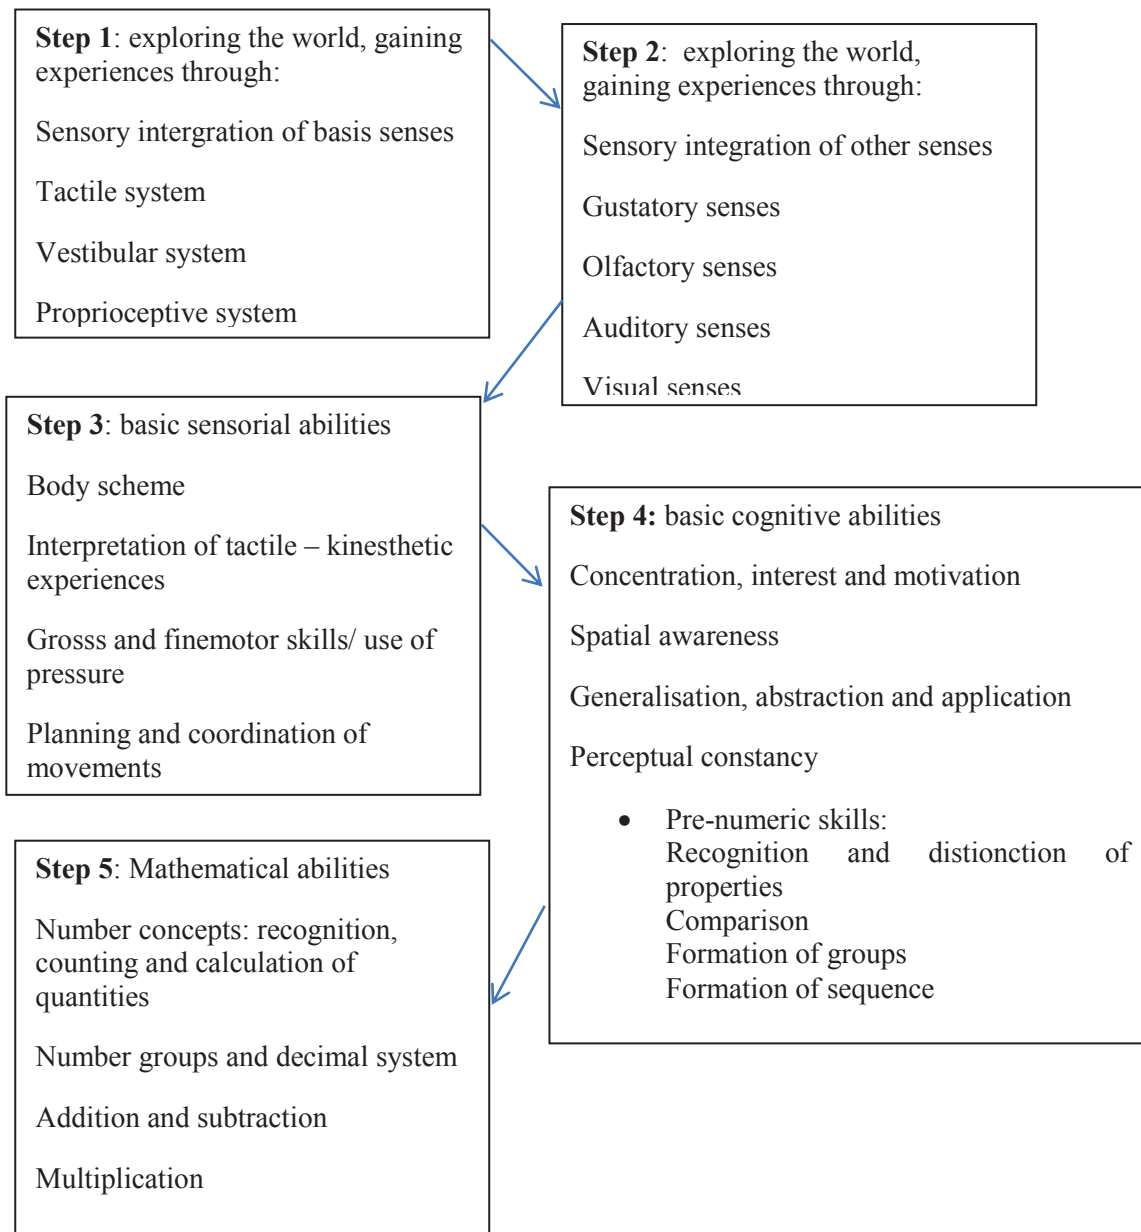 Step 1: exploring the world, gaining
experiences through:
Sensory intergration of basis senses
Tactile system
Vestibular system
Proprioceptive system
Step 2:  exploring the world,
gaining experiences through:
Sensory integration of other senses
Gustatory senses
Olfactory senses
Auditory senses
Visual senses
Step 3: basic sensorial abilities
Body scheme
Interpretation of tactile – kinesthetic
experiences
Grosss and finemotor skills/ use of
pressure
Planning and coordination of
movements
Step 4: basic cognitive abilities
Concentration, interest and motivation
Spatial awareness
Generalisation, abstraction and application
Perceptual constancy
• Pre-numeric skills:
Recognition and distionction of
properties
Comparison
Formation of groups
Formation of sequence
Step 5: Mathematical abilities
Number concepts: recognition,
counting and calculation of
quantities
Number groups and decimal system
Addition and subtraction
Multiplication